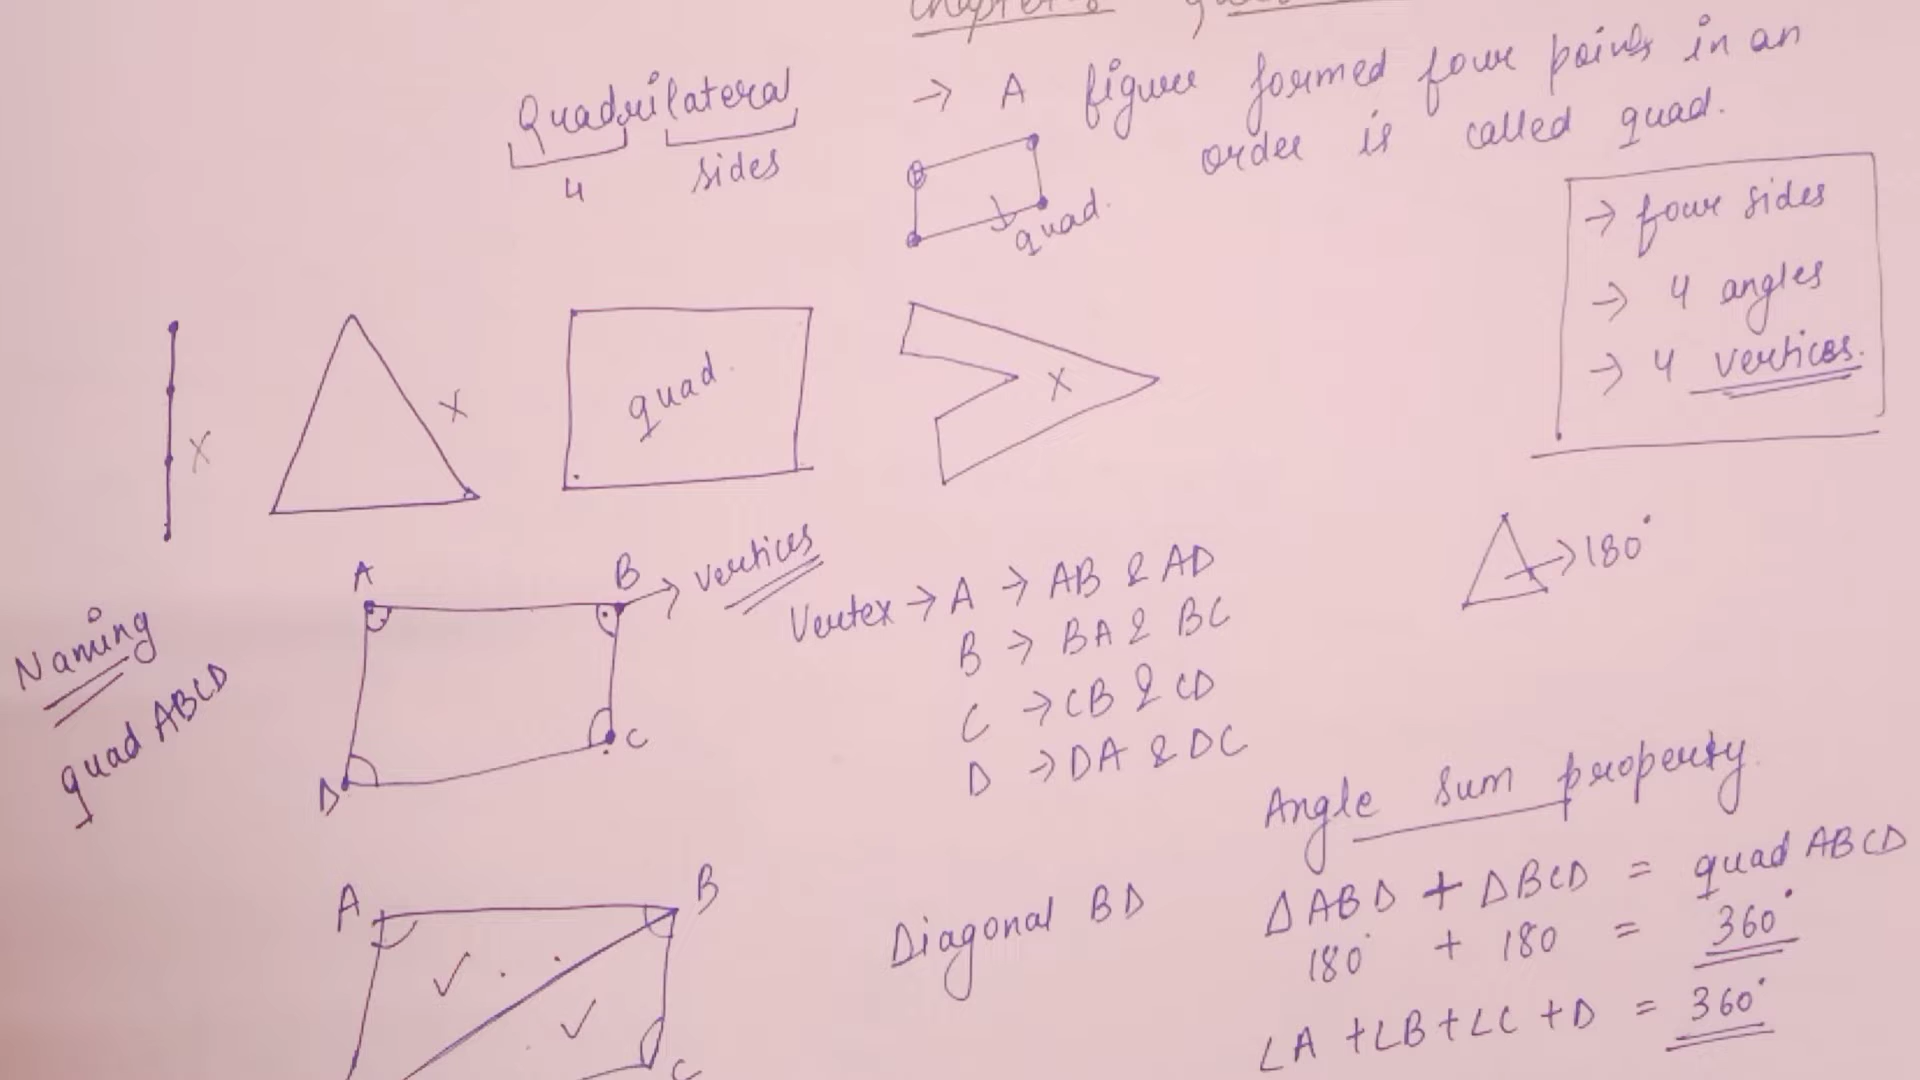 Chapter-8
Quadrilateral
4 sides
→ A figure formed four points in an
order is called quad.
quad.
→ four sides
→ 4 angles
→ 4 vertices.
X
X
quad.
X
→ 180°
Naming
quad ABCD
A
B
→ vertices
C
D
Vertex → A → AB & AD
B → BA & BC
C → CB & CD
D → DA & DC
Angle sum property.
ΔABD + ΔBCD = quad ABCD
180° + 180 = 360°
∠A + ∠B + ∠C + D = 360°
Diagonal BD
A
B
C